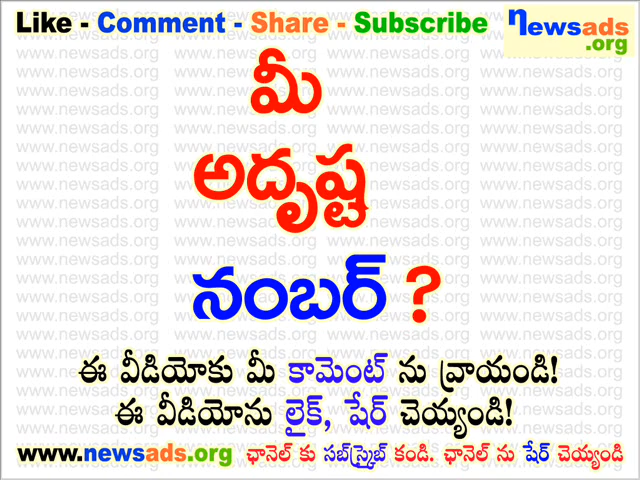 Like - Comment - Share - Subscribe
newsads
.org
మీ
అదృష్ట
నంబర్ ?
ఈ వీడియోకు మీ కామెంట్ ను వ్రాయండి!
ఈ వీడియోను లైక్, షేర్ చెయ్యండి!
www.newsads.org ఛానెల్ కు సబ్‌స్క్రైబ్ కండి. ఛానెల్ ను షేర్ చెయ్యండి